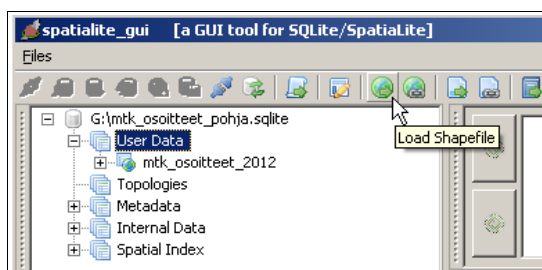 spatialite_gui    [a GUI tool for SQLite/SpatiaLite]
Files
G:\mtk_osoitteet_pohja.sqlite
User Data
Load Shapefile
mtk_osoitteet_2012
Topologies
Metadata
Internal Data
Spatial Index